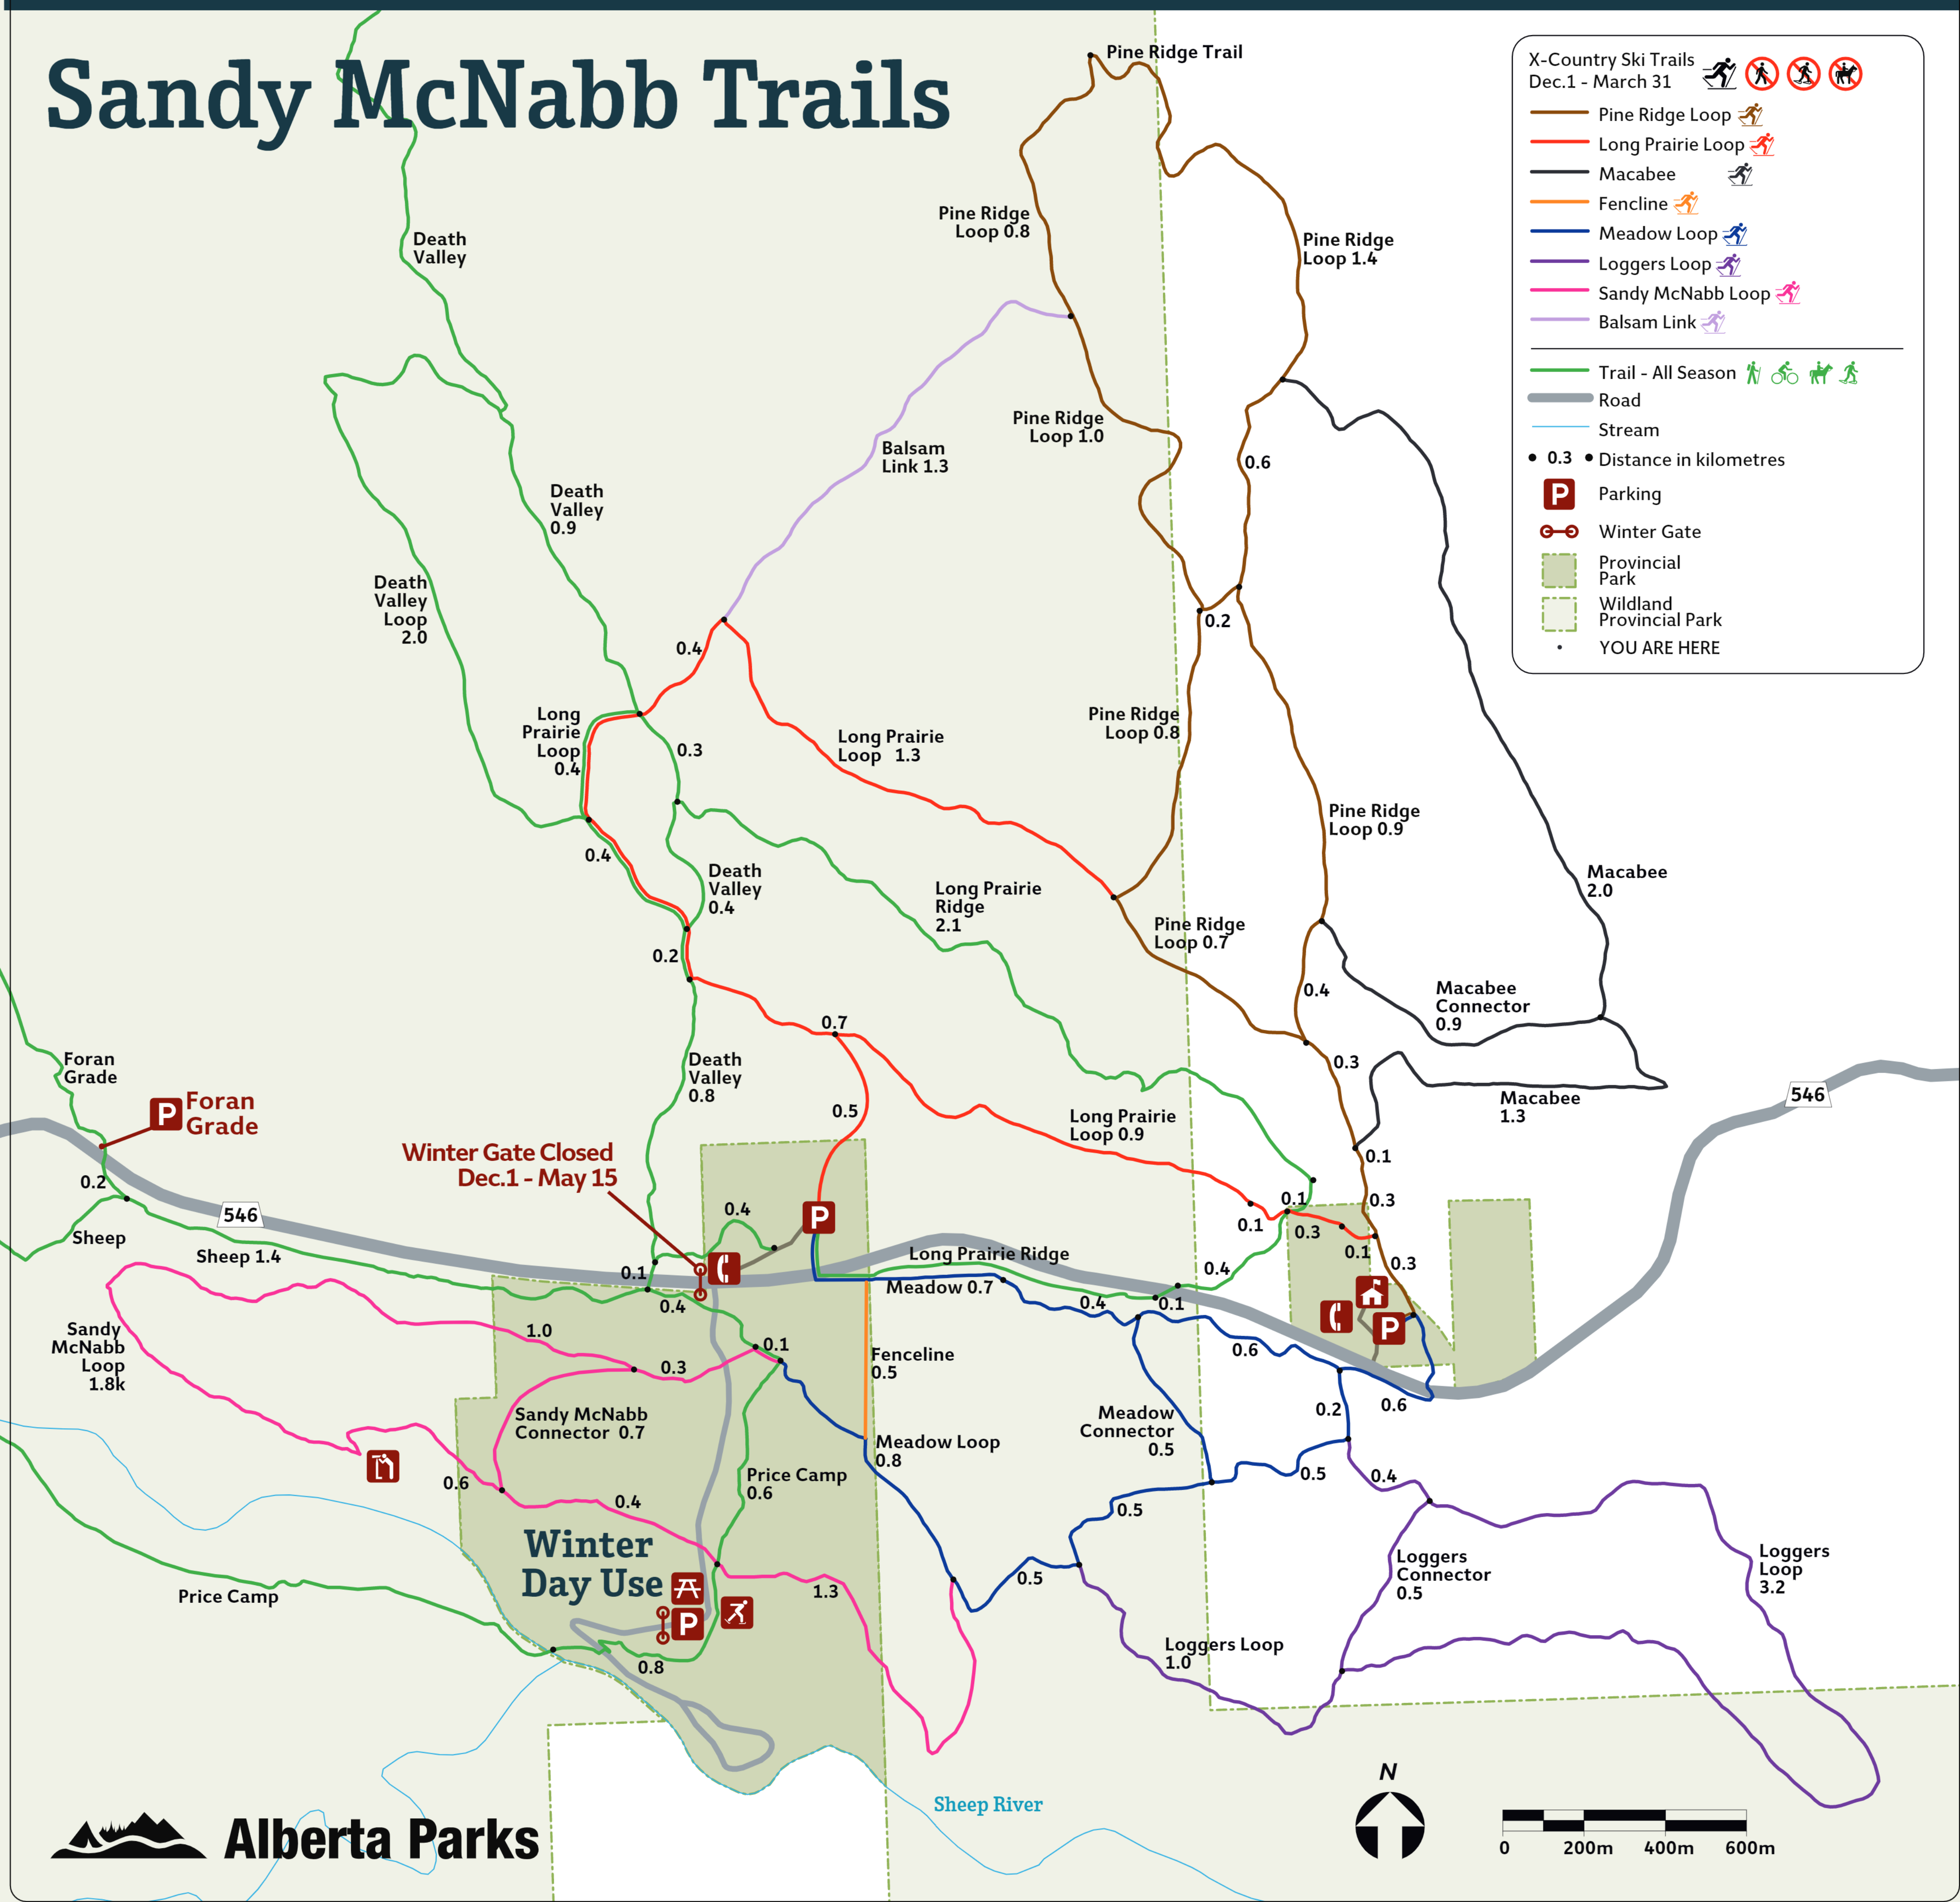 Sandy McNabb Trails
Pine Ridge Trail
X-Country Ski Trails
Dec.1 - March 31
Pine Ridge Loop
Long Prairie Loop
Macabee
Fencline
Meadow Loop
Loggers Loop
Sandy McNabb Loop
Balsam Link
Trail - All Season
Road
Stream
0.3 Distance in kilometres
P Parking
Winter Gate
Provincial
Park
Wildland
Provincial Park
YOU ARE HERE
Death
Valley
Pine Ridge
Loop 0.8
Pine Ridge
Loop 1.4
Pine Ridge
Loop 1.0
Balsam
Link 1.3
0.6
Death
Valley
0.9
Death
Valley
Loop
2.0
0.2
0.4
Long
Prairie
Loop
0.4
0.3
Long Prairie
Loop 1.3
Pine Ridge
Loop 0.8
Pine Ridge
Loop 0.9
0.4
Death
Valley
0.4
Long Prairie
Ridge
2.1
Macabee
2.0
Pine Ridge
Loop 0.7
0.2
0.4
Macabee
Connector
0.9
0.7
0.3
Foran
Grade
Death
Valley
0.8
P
Foran
Grade
0.5
Long Prairie
Loop 0.9
Macabee
1.3
546
Winter Gate Closed
Dec.1 - May 15
0.1
0.2
0.4
P
0.1
0.3
0.1
0.3
546
Sheep
Sheep 1.4
0.1
Long Prairie Ridge
0.4
0.1
0.3
Meadow 0.7
0.4
0.4
0.1
P
Sandy
McNabb
Loop
1.8k
1.0
0.3
0.1
Fenceline
0.5
0.6
0.6
0.2
Sandy McNabb
Connector 0.7
Meadow
Connector
0.5
Meadow Loop
0.8
0.6
Price Camp
0.6
0.5
0.4
0.4
0.5
Winter
Day Use
P
Price Camp
1.3
0.5
Loggers
Connector
0.5
Loggers
Loop
3.2
0.8
Loggers Loop
1.0
Sheep River
Alberta Parks
N
0 200m 400m 600m